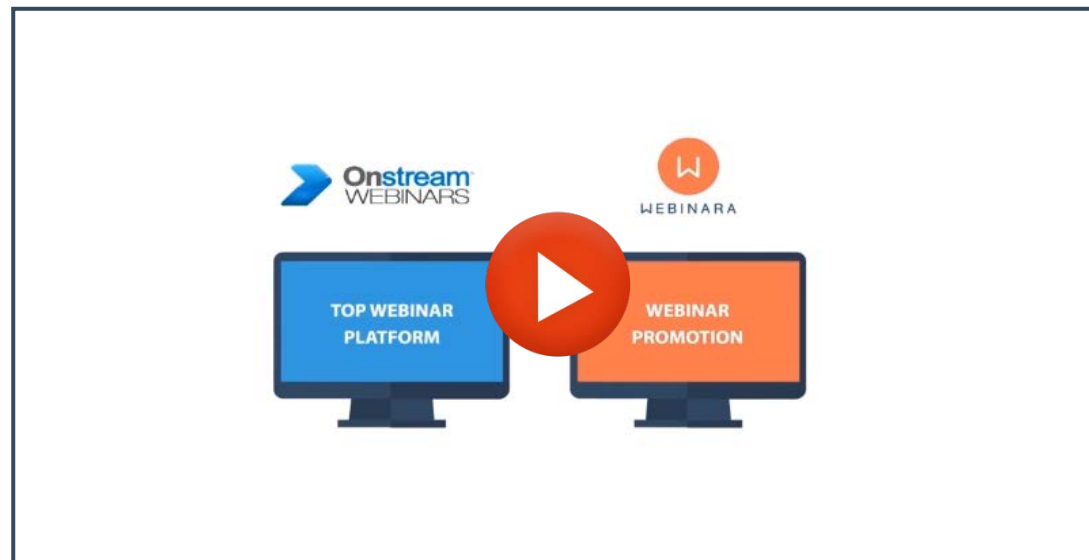 Onstream
WEBINARS
WEBINARA
TOP WEBINAR
PLATFORM
WEBINAR
PROMOTION